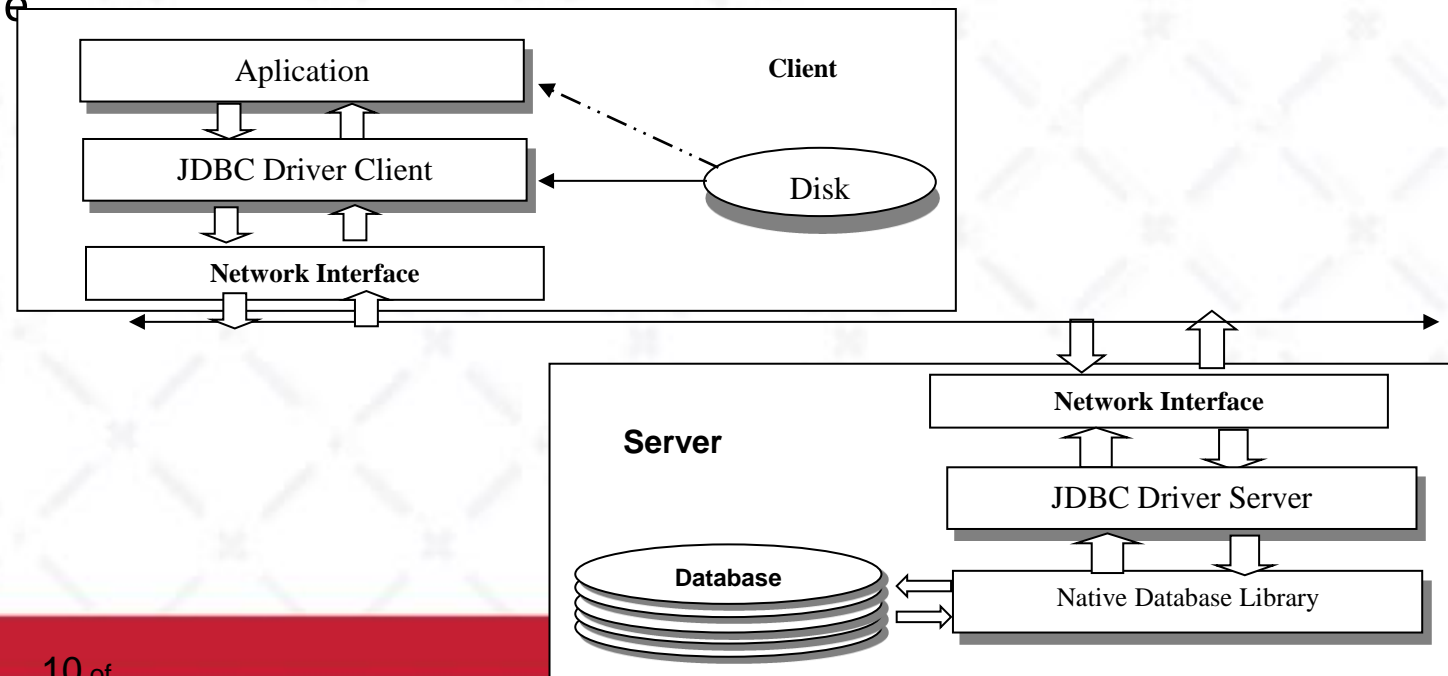 e
Aplication
Client
JDBC Driver Client
Disk
Network Interface
Network Interface
Server
JDBC Driver Server
Database
Native Database Library
10 of